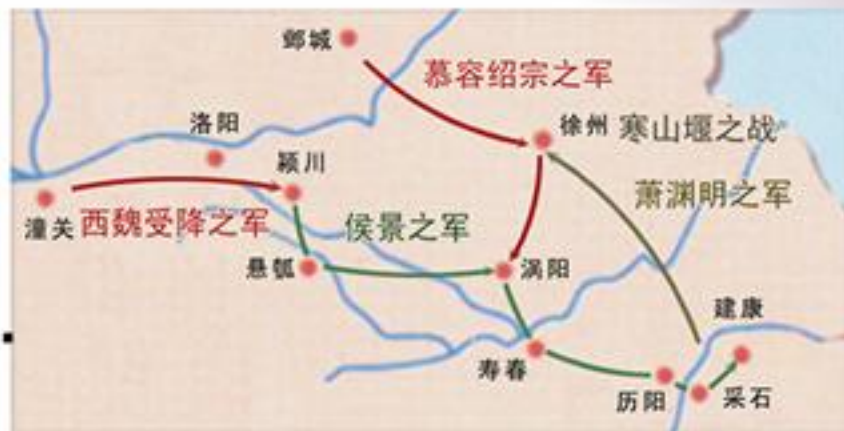 邺城
慕容绍宗之军
洛阳
徐州 寒山堰之战
颍川
萧渊明之军
潼关 西魏受降之军
侯景之军
悬瓠
涡阳
建康
寿春
历阳
采石